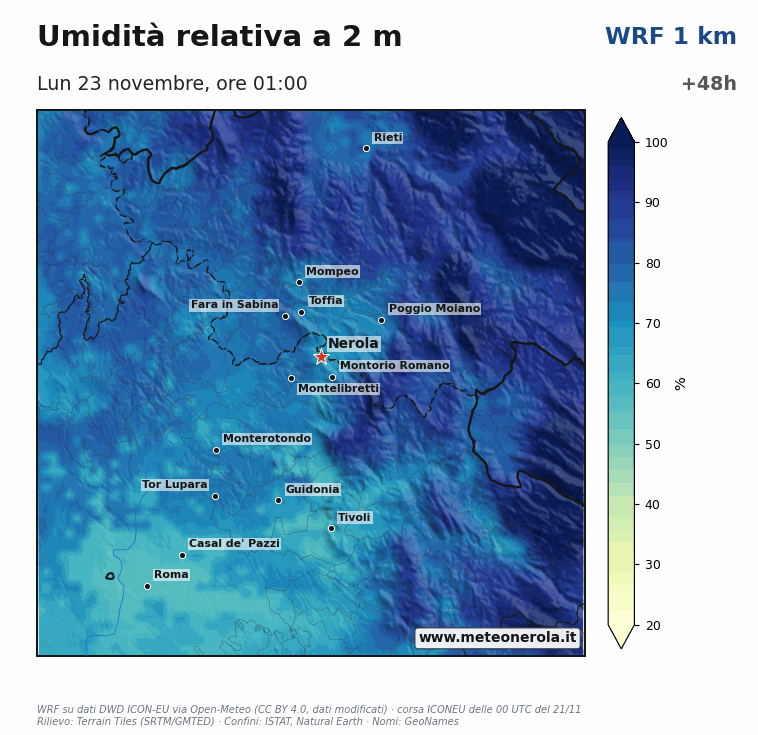 Umidità relativa a 2 m
WRF 1 km
Lun 23 novembre, ore 01:00
+48h
Rieti
Mompeo
Fara in Sabina
Toffia
Poggio Moiano
Nerola
Montorio Romano
Montelibretti
Monterotondo
Tor Lupara
Guidonia
Tivoli
Casal de' Pazzi
Roma
www.meteonerola.it
100
90
80
70
60
50
40
30
20
%
WRF su dati DWD ICON-EU via Open-Meteo (CC BY 4.0, dati modificati) · corsa ICONEU delle 00 UTC del 21/11
Rilievo: Terrain Tiles (SRTM/GMTED) · Confini: ISTAT, Natural Earth · Nomi: GeoNames